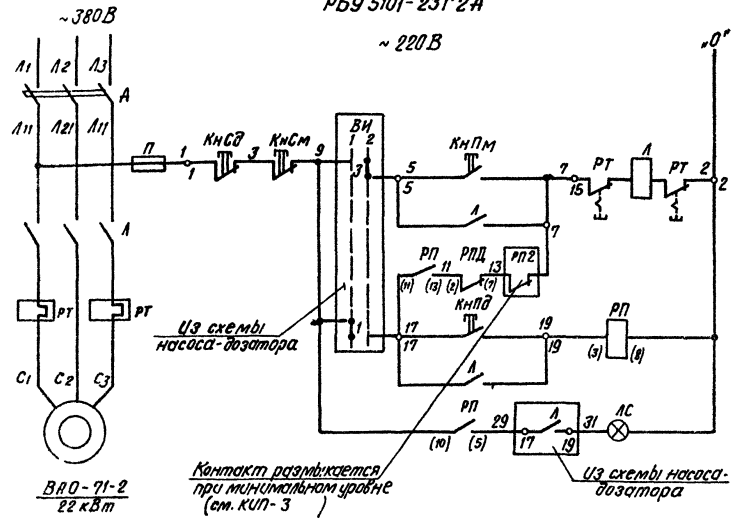 РБУ 5101-23Г2А
~380В
~220В
„0"
Л1 Л2 Л3
А
Л11 Л21 Л11
П
1
1
КнСд
3
КнСм
9
ВИ
1 2
3
5
5
КнПм
7
15
РТ
Л
РТ
2
2
Л
7
Л
РП
11
РПД
13
РП2
(11) (13) (2) (7)
РТ
РТ
Из схемы
насоса-дозатора
1
17
17
КнПд
19
19
РП
(3) (8)
Л
С1 С2 С3
РП
29
(10) (5)
Л
17 19
31
ЛС
Контакт размыкается
при минимальном уровне
(см. КИП-3 )
Из схемы насоса-
дозатора
ВАО-71-2
22 кВт